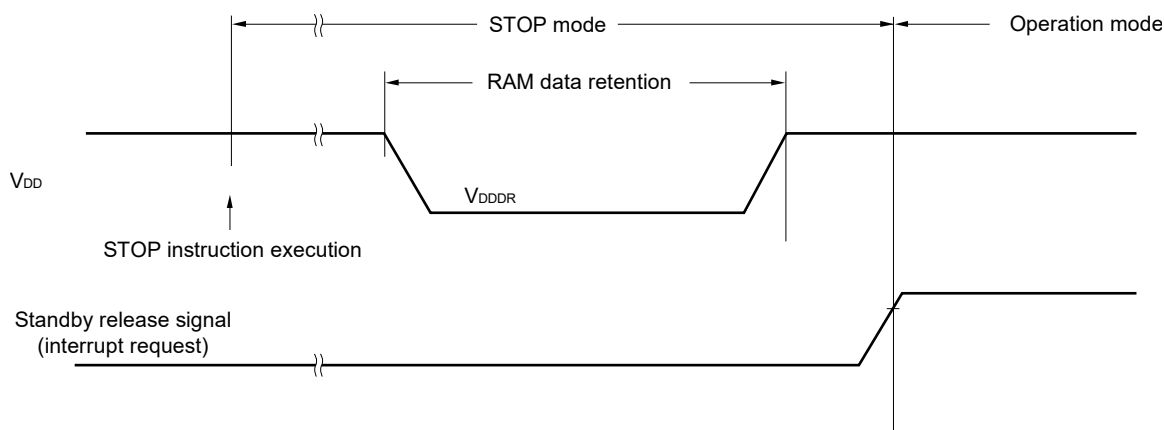 STOP mode
Operation mode
RAM data retention
VDD
VDDDR
STOP instruction execution
Standby release signal
(interrupt request)